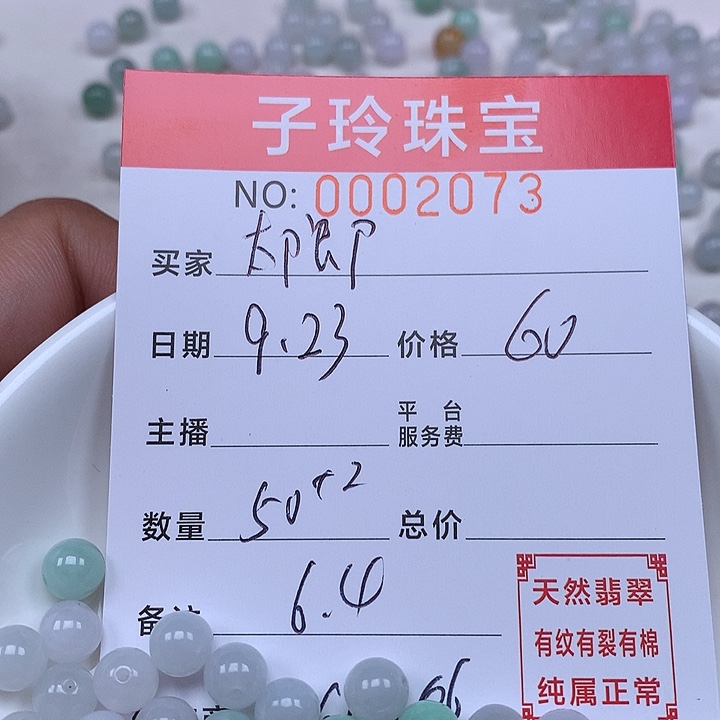 子玲珠宝
NO: 0002073
买家
日期 9.23 价格 60
主播 平台服务费
数量 50+2 总价
备注 6.4
天然翡翠
有纹有裂有棉
纯属正常